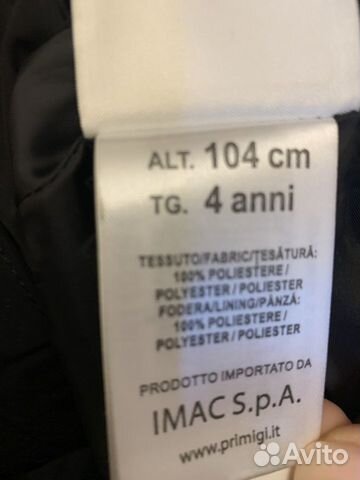 ALT. 104 cm
TG. 4 anni
TESSUTO/FABRIC/ŢESĂTURĂ:
100% POLIESTERE /
POLYESTER / POLIESTER
FODERA/LINING/PÂNZĂ:
100% POLIESTERE /
POLYESTER / POLIESTER
PRODOTTO IMPORTATO DA
IMAC S.p.A.
www.primigi.it
Avito